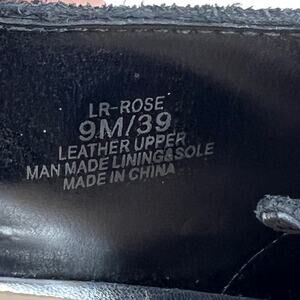 LR-ROSE
9M/39
LEATHER UPPER
MAN MADE LINING&SOLE
MADE IN CHINA